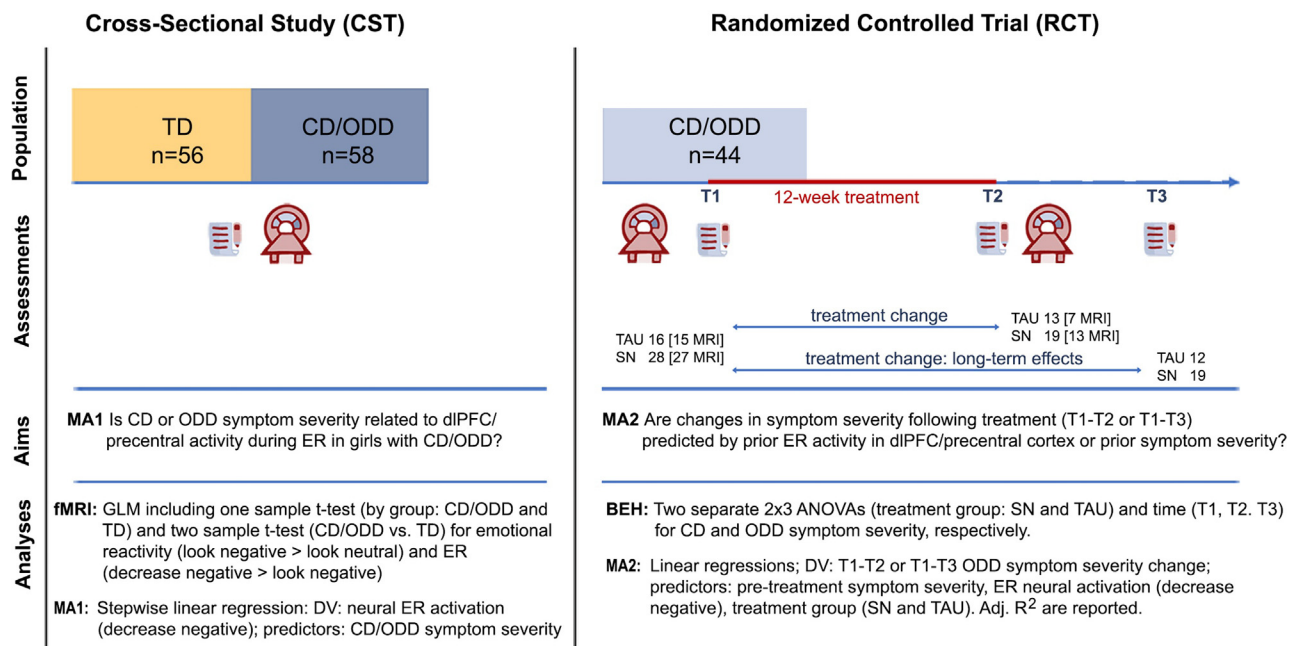 Cross-Sectional Study (CST)
Randomized Controlled Trial (RCT)
Population
TD
n=56
CD/ODD
n=58
CD/ODD
n=44
T1
12-week treatment
T2
T3
Assessments
treatment change
TAU 13 [7 MRI]
SN 19 [13 MRI]
TAU 16 [15 MRI]
SN 28 [27 MRI]
treatment change: long-term effects
TAU 12
SN 19
Aims
MA1 Is CD or ODD symptom severity related to dlPFC/
precentral activity during ER in girls with CD/ODD?
MA2 Are changes in symptom severity following treatment (T1-T2 or T1-T3)
predicted by prior ER activity in dlPFC/precentral cortex or prior symptom severity?
Analyses
fMRI: GLM including one sample t-test (by group: CD/ODD and
TD) and two sample t-test (CD/ODD vs. TD) for emotional
reactivity (look negative > look neutral) and ER
(decrease negative > look negative)
MA1: Stepwise linear regression: DV: neural ER activation
(decrease negative); predictors: CD/ODD symptom severity
BEH: Two separate 2x3 ANOVAs (treatment group: SN and TAU) and time (T1, T2. T3)
for CD and ODD symptom severity, respectively.
MA2: Linear regressions; DV: T1-T2 or T1-T3 ODD symptom severity change;
predictors: pre-treatment symptom severity, ER neural activation (decrease
negative), treatment group (SN and TAU). Adj. R² are reported.